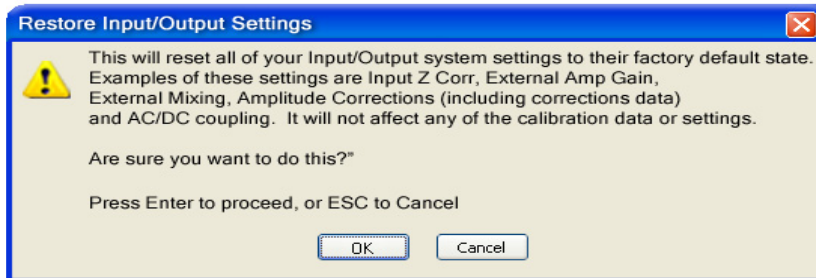 Restore Input/Output Settings
This will reset all of your Input/Output system settings to their factory default state.
Examples of these settings are Input Z Corr, External Amp Gain,
External Mixing, Amplitude Corrections (including corrections data)
and AC/DC coupling. It will not affect any of the calibration data or settings.
Are sure you want to do this?”
Press Enter to proceed, or ESC to Cancel
OK
Cancel